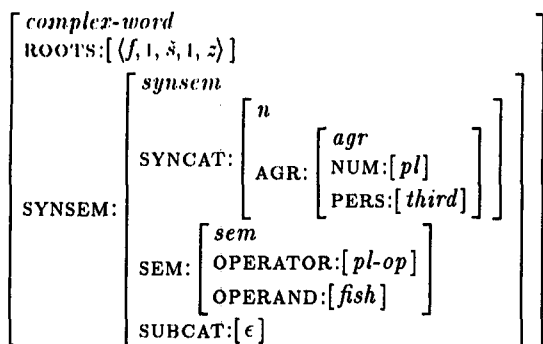 complex-word
ROOTS:[⟨f, ɪ, š, ɪ, z⟩]
synsem
n
SYNCAT:
agr
AGR:
NUM:[pl]
PERS:[third]
SYNSEM:
sem
SEM:
OPERATOR:[pl-op]
OPERAND:[fish]
SUBCAT:[ϵ]